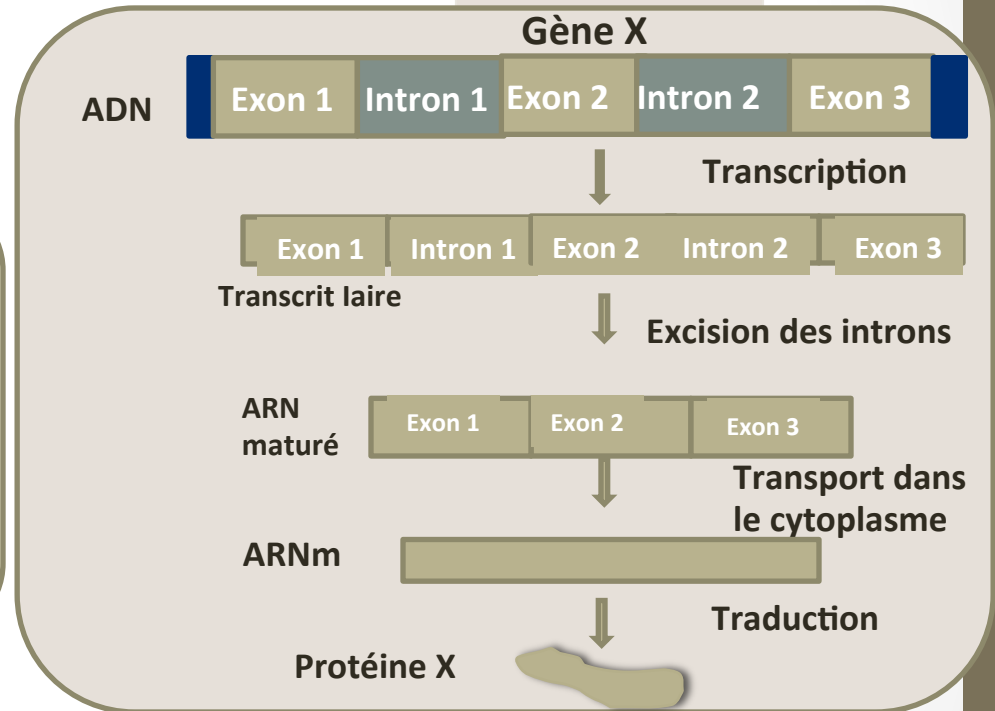 Gène X
ADN
Exon 1 Intron 1 Exon 2 Intron 2 Exon 3
Transcription
Exon 1 Intron 1 Exon 2 Intron 2 Exon 3
Transcrit Iaire
Excision des introns
ARN
maturé
Exon 1 Exon 2 Exon 3
Transport dans
le cytoplasme
ARNm
Traduction
Protéine X